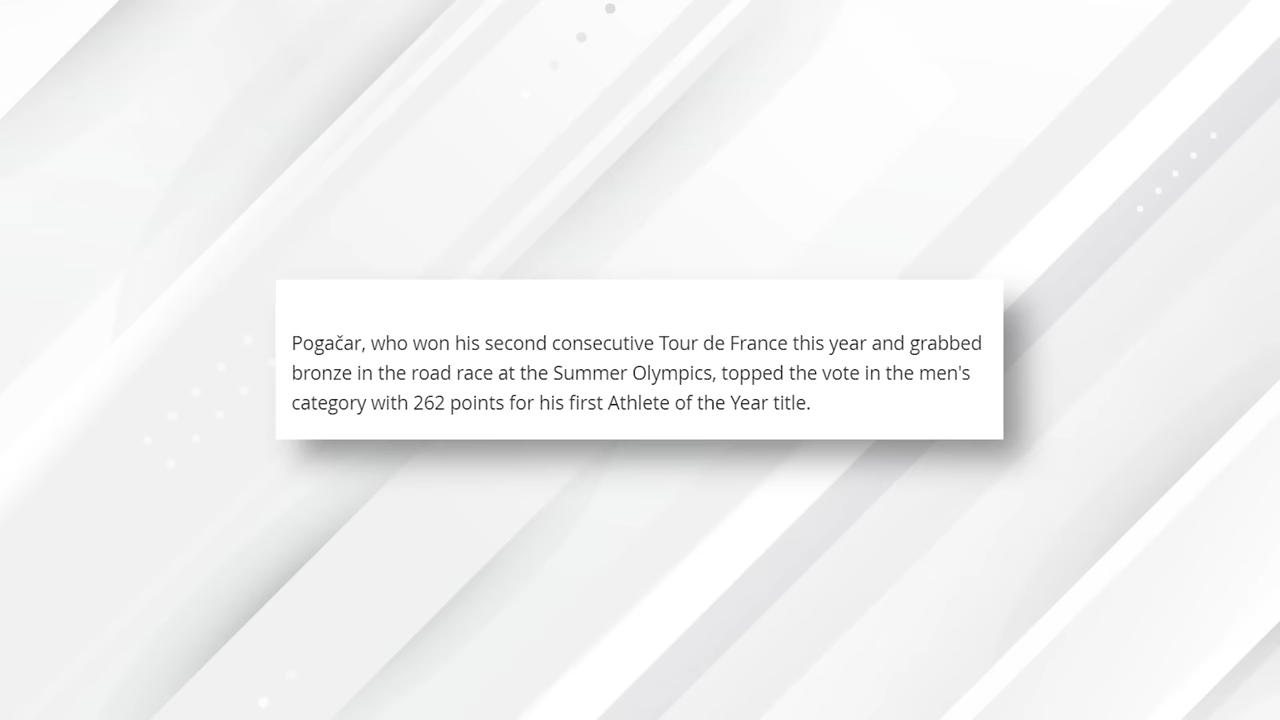 Pogačar, who won his second consecutive Tour de France this year and grabbed
bronze in the road race at the Summer Olympics, topped the vote in the men's
category with 262 points for his first Athlete of the Year title.